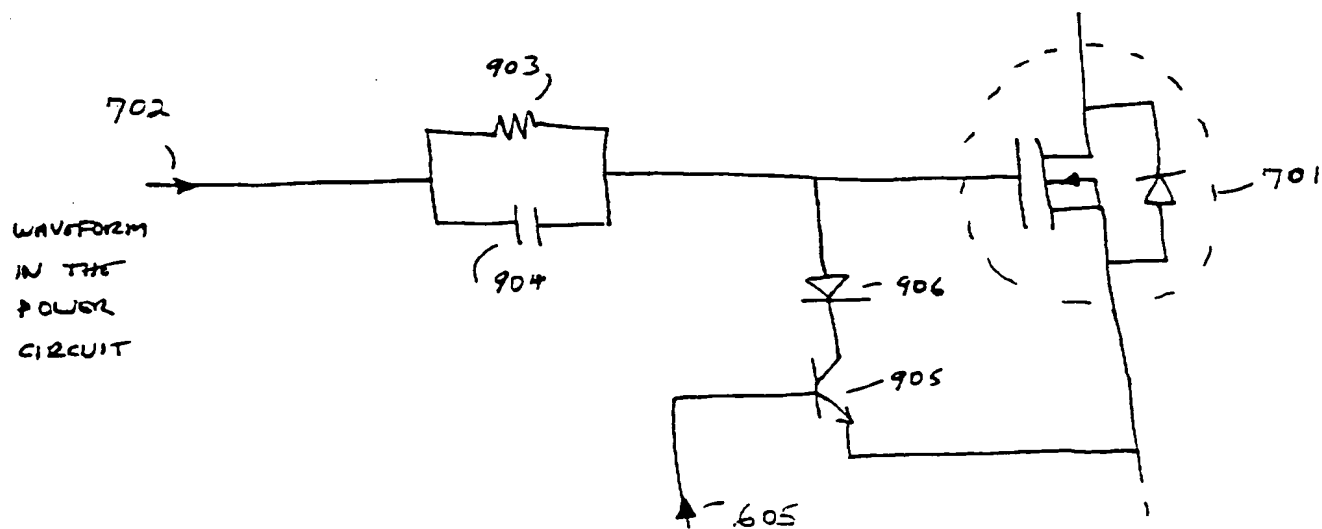 903
702
701
WAVEFORM
IN THE
POWER
CIRCUIT
904
906
905
605